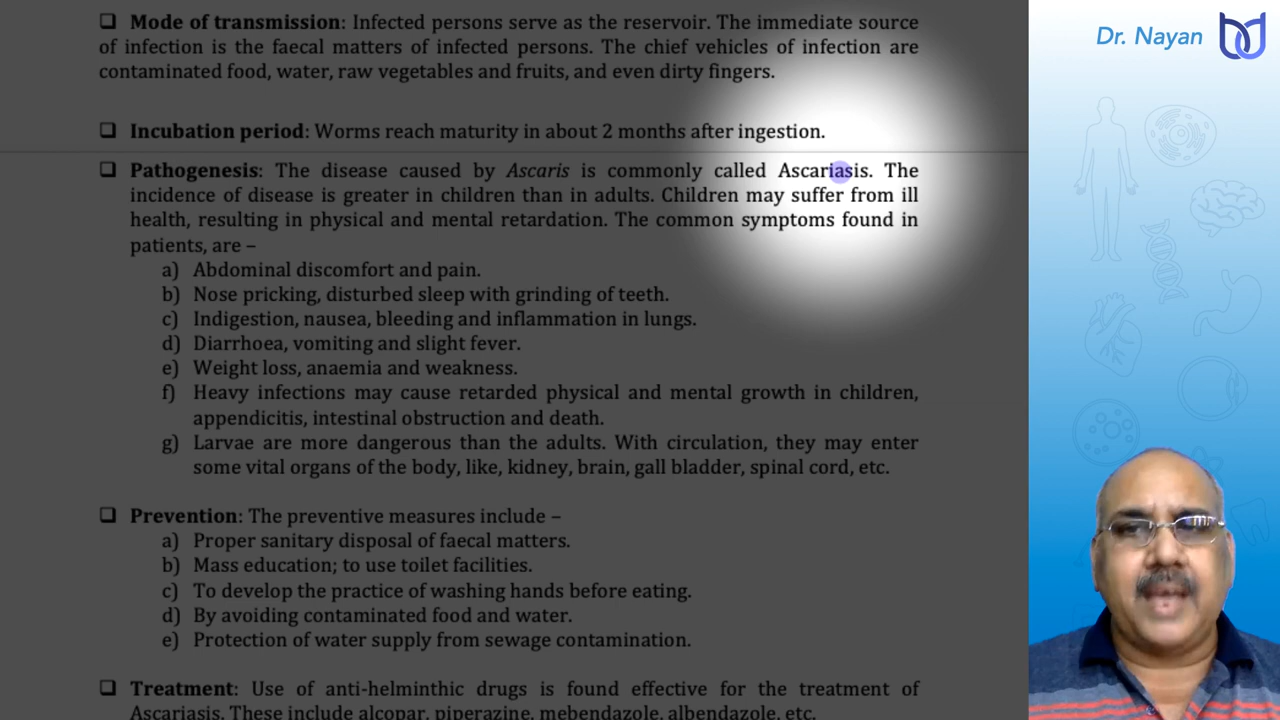 ❑ Mode of transmission: Infected persons serve as the reservoir. The immediate source
of infection is the faecal matters of infected persons. The chief vehicles of infection are
contaminated food, water, raw vegetables and fruits, and even dirty fingers.
❑ Incubation period: Worms reach maturity in about 2 months after ingestion.
❑ Pathogenesis: The disease caused by Ascaris is commonly called Ascariasis. The
incidence of disease is greater in children than in adults. Children may suffer from ill
health, resulting in physical and mental retardation. The common symptoms found in
patients, are –
a) Abdominal discomfort and pain.
b) Nose pricking, disturbed sleep with grinding of teeth.
c) Indigestion, nausea, bleeding and inflammation in lungs.
d) Diarrhoea, vomiting and slight fever.
e) Weight loss, anaemia and weakness.
f) Heavy infections may cause retarded physical and mental growth in children,
appendicitis, intestinal obstruction and death.
g) Larvae are more dangerous than the adults. With circulation, they may enter
some vital organs of the body, like, kidney, brain, gall bladder, spinal cord, etc.
❑ Prevention: The preventive measures include –
a) Proper sanitary disposal of faecal matters.
b) Mass education; to use toilet facilities.
c) To develop the practice of washing hands before eating.
d) By avoiding contaminated food and water.
e) Protection of water supply from sewage contamination.
❑ Treatment: Use of anti-helminthic drugs is found effective for the treatment of
Ascariasis. These include alcopar, piperazine, mebendazole, albendazole, etc.
Dr. Nayan